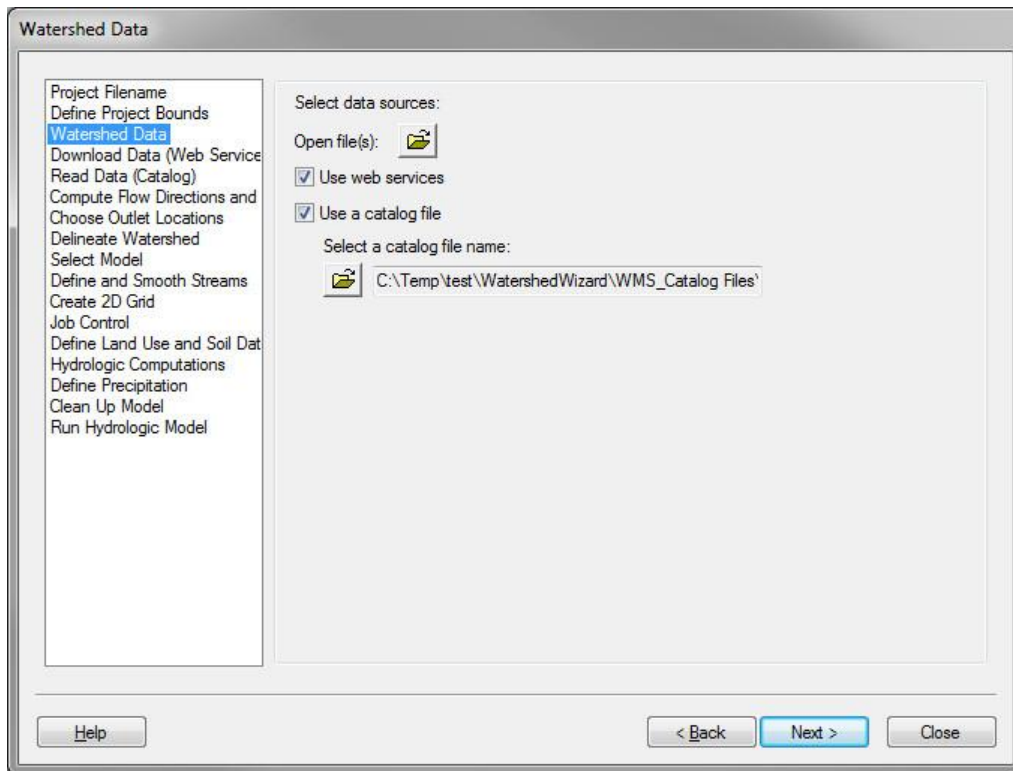 Watershed Data
Project Filename
Define Project Bounds
Watershed Data
Download Data (Web Service
Read Data (Catalog)
Compute Flow Directions and
Choose Outlet Locations
Delineate Watershed
Select Model
Define and Smooth Streams
Create 2D Grid
Job Control
Define Land Use and Soil Dat
Hydrologic Computations
Define Precipitation
Clean Up Model
Run Hydrologic Model
Select data sources:
Open file(s):
Use web services
Use a catalog file
Select a catalog file name:
C:\Temp\test\WatershedWizard\WMS_Catalog Files'
Help
< Back
Next >
Close